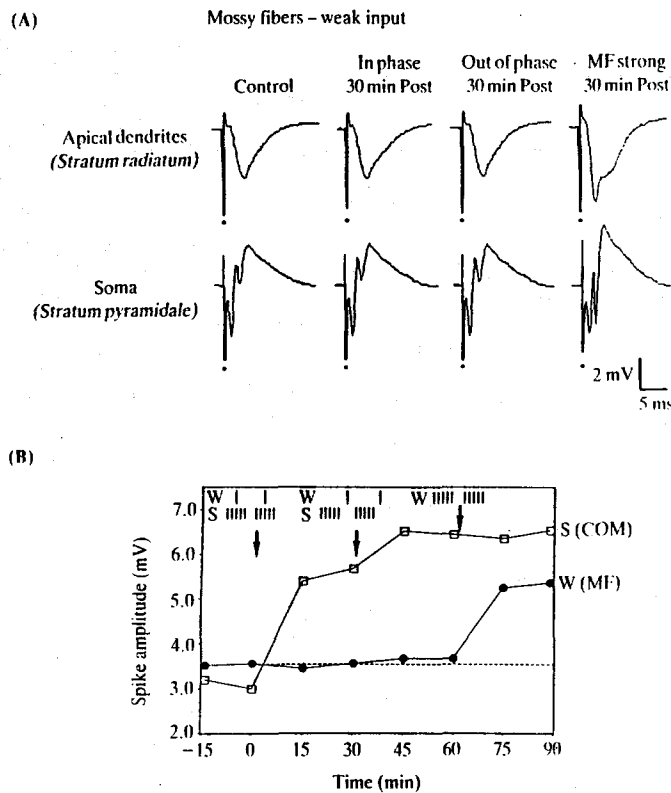 (A)
Mossy fibers – weak input
Control
In phase
30 min Post
Out of phase
30 min Post
MF strong
30 min Post
Apical dendrites
(Stratum radiatum)
Soma
(Stratum pyramidale)
2 mV
5 ms
(B)
W
S
W
S
W
7.0
6.0
5.0
4.0
3.0
2.0
Spike amplitude (mV)
S (COM)
W (MF)
−15 0 15 30 45 60 75 90
Time (min)